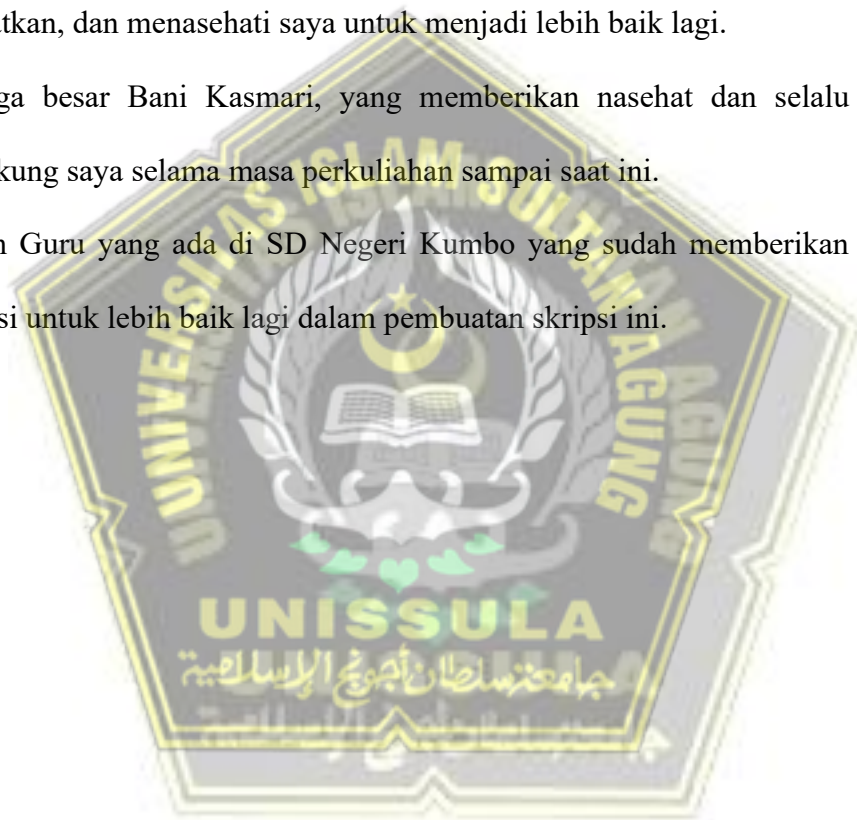 atkan, dan menasehati saya untuk menjadi lebih baik lagi.
ga besar Bani Kasmari, yang memberikan nasehat dan selalu
kung saya selama masa perkuliahan sampai saat ini.
n Guru yang ada di SD Negeri Kumbo yang sudah memberikan
si untuk lebih baik lagi dalam pembuatan skripsi ini.
UNIVERSITAS ISLAM SULTAN AGUNG
UNISSULA
جامعة سلطان أجونج الإسلامية